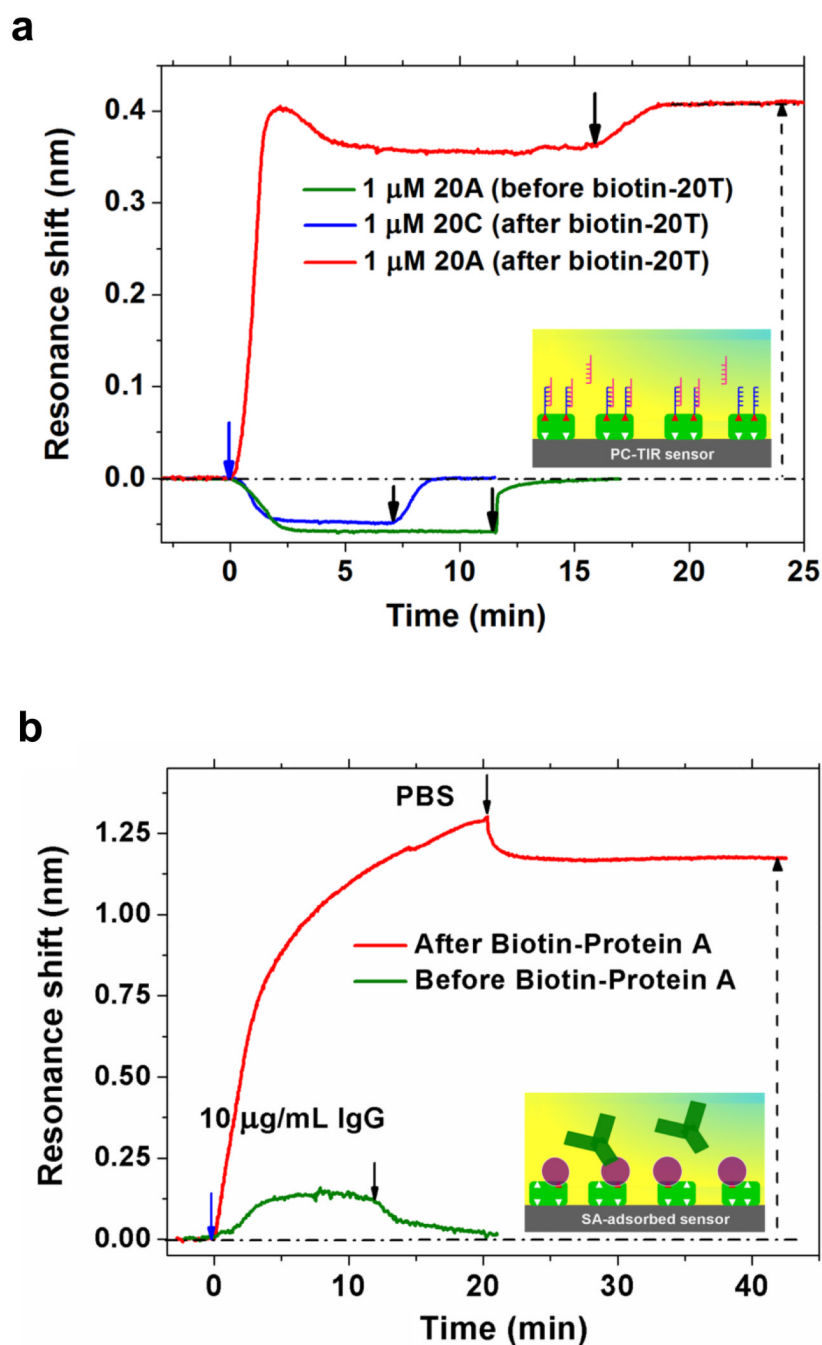 a
Resonance shift (nm)
0.4
0.3
0.2
0.1
0.0
1 μM 20A (before biotin-20T)
1 μM 20C (after biotin-20T)
1 μM 20A (after biotin-20T)
PC-TIR sensor
0 5 10 15 20 25
Time (min)
b
Resonance shift (nm)
1.25
1.00
0.75
0.50
0.25
0.00
PBS
After Biotin-Protein A
Before Biotin-Protein A
10 μg/mL IgG
SA-adsorbed sensor
0 10 20 30 40
Time (min)